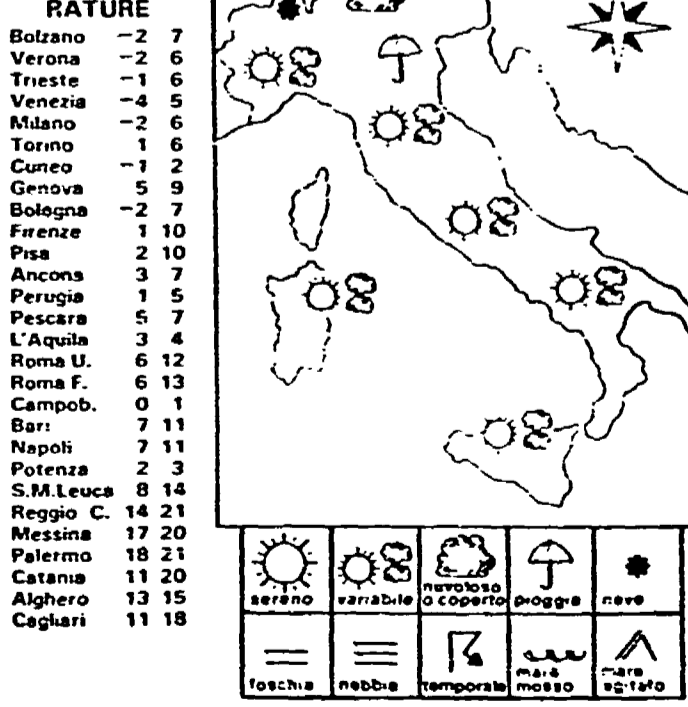 RATURE
Bolzano −2 7
Verona −2 6
Trieste −1 6
Venezia −4 5
Milano −2 6
Torino 1 6
Cuneo −1 2
Genova 5 9
Bologna −2 7
Firenze 1 10
Pisa 2 10
Ancona 3 7
Perugia 1 5
Pescara 5 7
L'Aquila 3 4
Roma U. 6 12
Roma F. 6 13
Campob. 0 1
Bari 7 11
Napoli 7 11
Potenza 2 3
S.M.Leuca 8 14
Reggio C. 14 21
Messina 17 20
Palermo 18 21
Catania 11 20
Alghero 13 15
Cagliari 11 18
sereno
variabile
nuvoloso
o coperto
pioggia
neve
foschia
nebbia
temporale
mare
mosso
mare
agitato